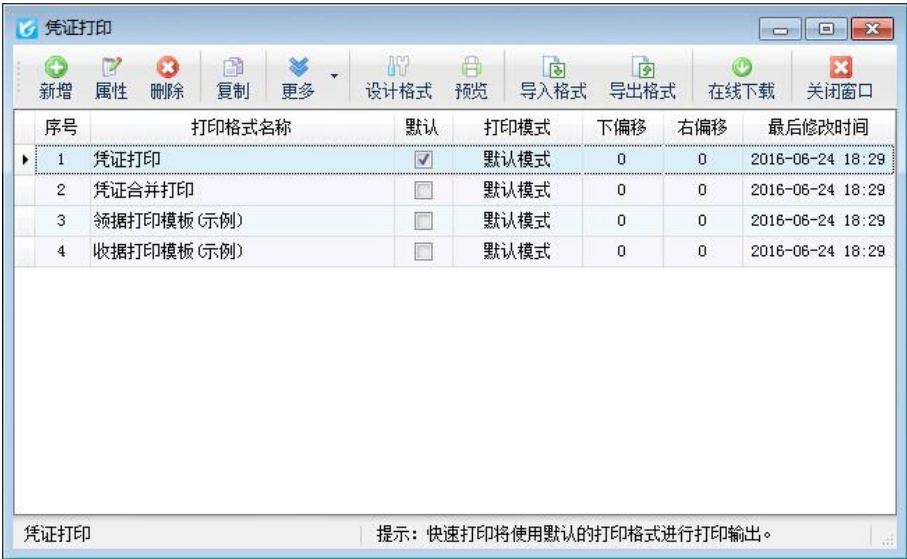 凭证打印
新增 属性 删除 复制 更多 设计格式 预览 导入格式 导出格式 在线下载 关闭窗口
序号 打印格式名称 默认 打印模式 下偏移 右偏移 最后修改时间
1 凭证打印 默认模式 0 0 2016-06-24 18:29
2 凭证合并打印 默认模式 0 0 2016-06-24 18:29
3 领据打印模板(示例) 默认模式 0 0 2016-06-24 18:29
4 收据打印模板(示例) 默认模式 0 0 2016-06-24 18:29
凭证打印 提示：快速打印将使用默认的打印格式进行打印输出。